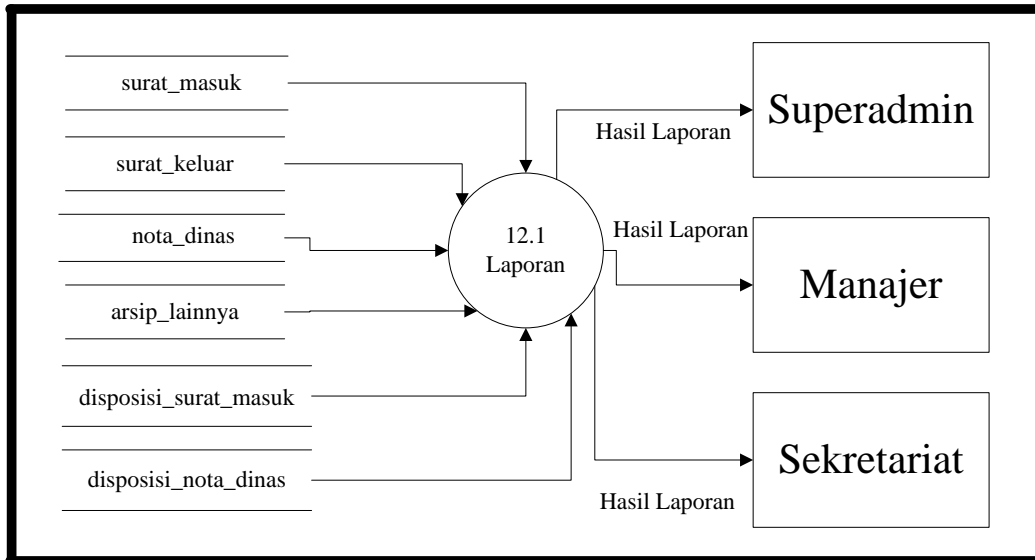 surat_masuk
surat_keluar
nota_dinas
arsip_lainnya
disposisi_surat_masuk
disposisi_nota_dinas
12.1
Laporan
Hasil Laporan
Hasil Laporan
Hasil Laporan
Superadmin
Manajer
Sekretariat